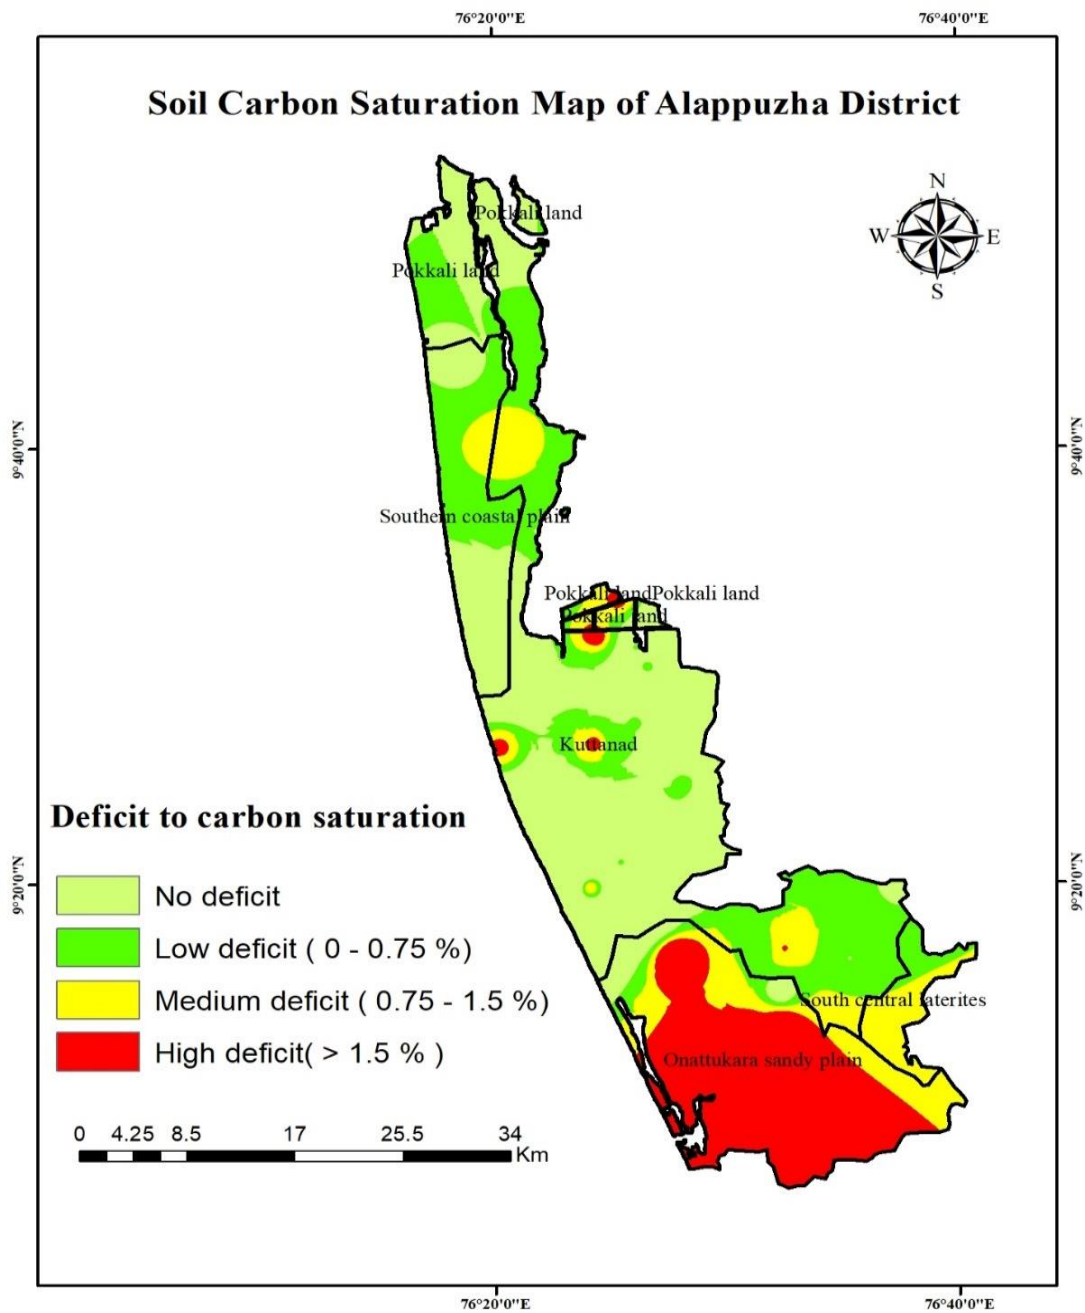 76°20'0"E
76°40'0"E
Soil Carbon Saturation Map of Alappuzha District
N
W
E
S
Pokkali land
Pokkali land
9°40'0"N
9°40'0"N
Southern coastal plain
Pokkali land
Pokkali land
Pokkali land
Kuttanad
Deficit to carbon saturation
No deficit
Low deficit ( 0 - 0.75 %)
Medium deficit ( 0.75 - 1.5 %)
High deficit( > 1.5 % )
9°20'0"N
9°20'0"N
South central laterites
Onattukara sandy plain
0 4.25 8.5 17 25.5 34
Km
76°20'0"E
76°40'0"E